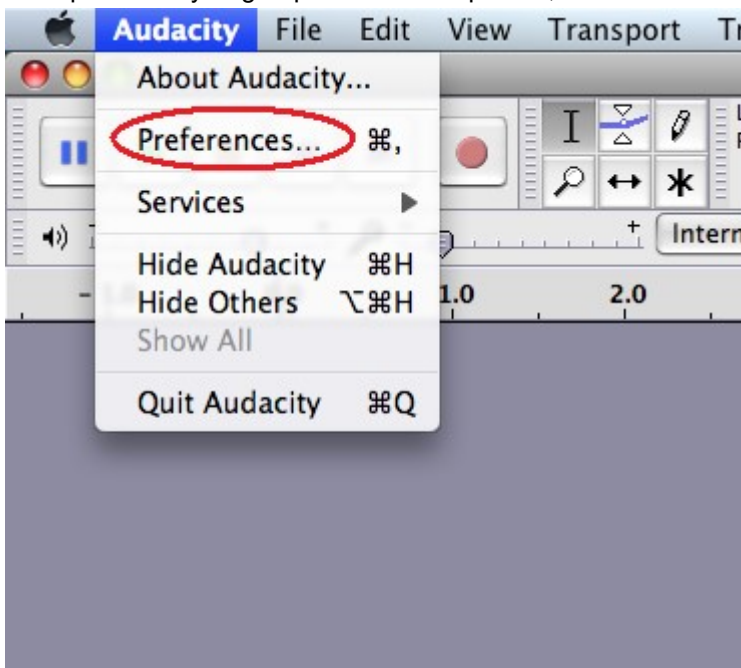 Audacity File Edit View Transport
About Audacity...
Preferences... ⌘,
Services ▶
Intern
Hide Audacity ⌘H
- 1.0 2.0
Hide Others ⌥⌘H
Show All
Quit Audacity ⌘Q